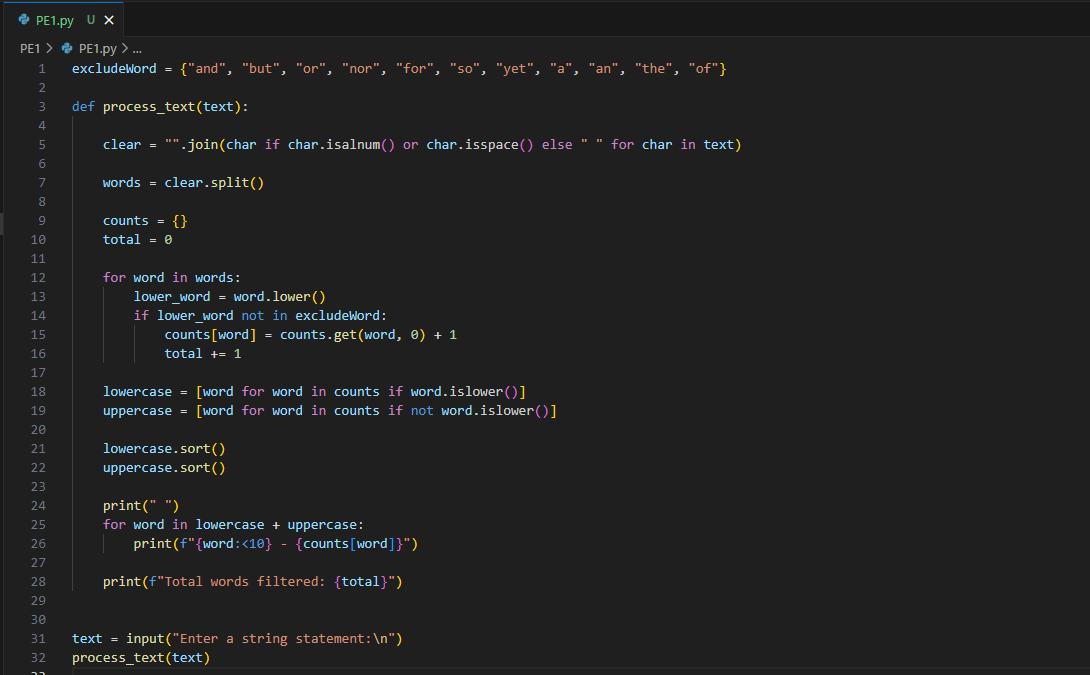 PE1.py U ×
PE1 > PE1.py > ...
1 excludeWord = {"and", "but", "or", "nor", "for", "so", "yet", "a", "an", "the", "of"}
2
3 def process_text(text):
4
5     clear = "".join(char if char.isalnum() or char.isspace() else " " for char in text)
6
7     words = clear.split()
8
9     counts = {}
10     total = 0
11
12     for word in words:
13         lower_word = word.lower()
14         if lower_word not in excludeWord:
15             counts[word] = counts.get(word, 0) + 1
16             total += 1
17
18     lowercase = [word for word in counts if word.islower()]
19     uppercase = [word for word in counts if not word.islower()]
20
21     lowercase.sort()
22     uppercase.sort()
23
24     print(" ")
25     for word in lowercase + uppercase:
26         print(f"{word:<10} - {counts[word]}")
27
28     print(f"Total words filtered: {total}")
29
30
31 text = input("Enter a string statement:\n")
32 process_text(text)
33